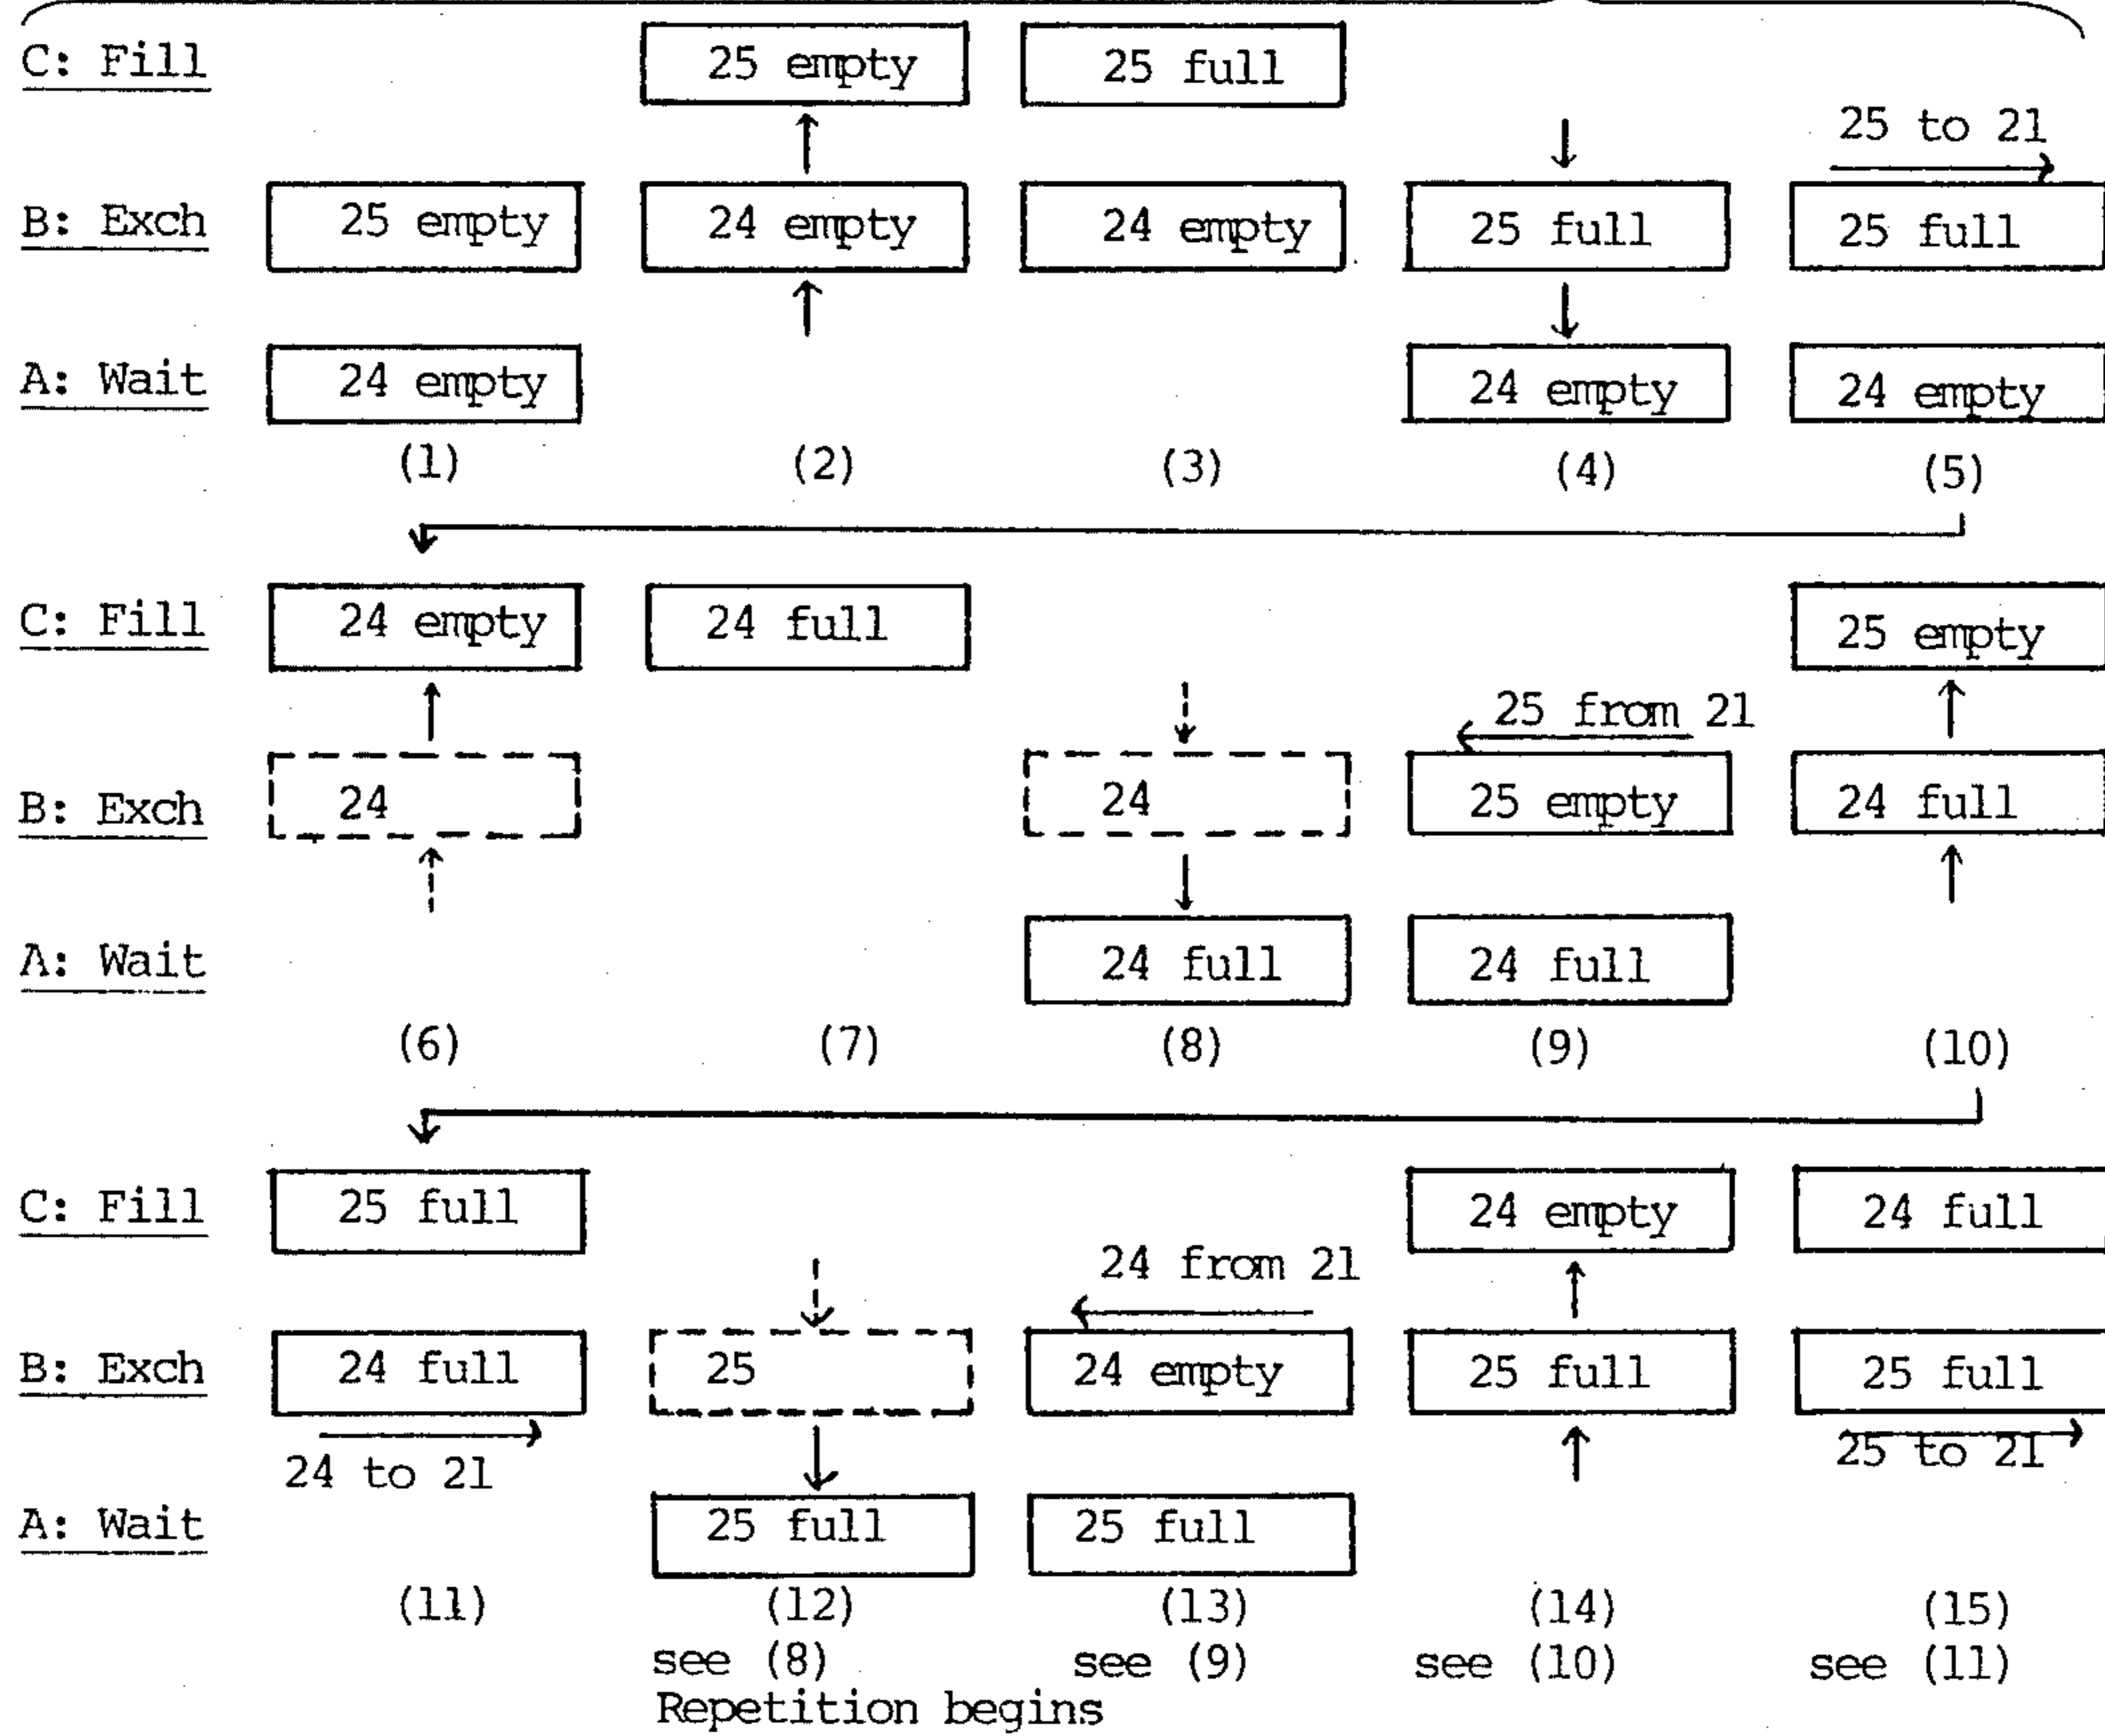 C: Fill 25 empty 25 full
25 to 21
B: Exch 25 empty 24 empty 24 empty 25 full 25 full
A: Wait 24 empty 24 empty 24 empty
(1) (2) (3) (4) (5)
C: Fill 24 empty 24 full 25 empty
25 from 21
B: Exch 24 24 25 empty 24 full
A: Wait 24 full 24 full
(6) (7) (8) (9) (10)
C: Fill 25 full 24 empty 24 full
24 from 21
B: Exch 24 full 25 24 empty 25 full 25 full
24 to 21 25 to 21
A: Wait 25 full 25 full
(11) (12) (13) (14) (15)
see (8) see (9) see (10) see (11)
Repetition begins